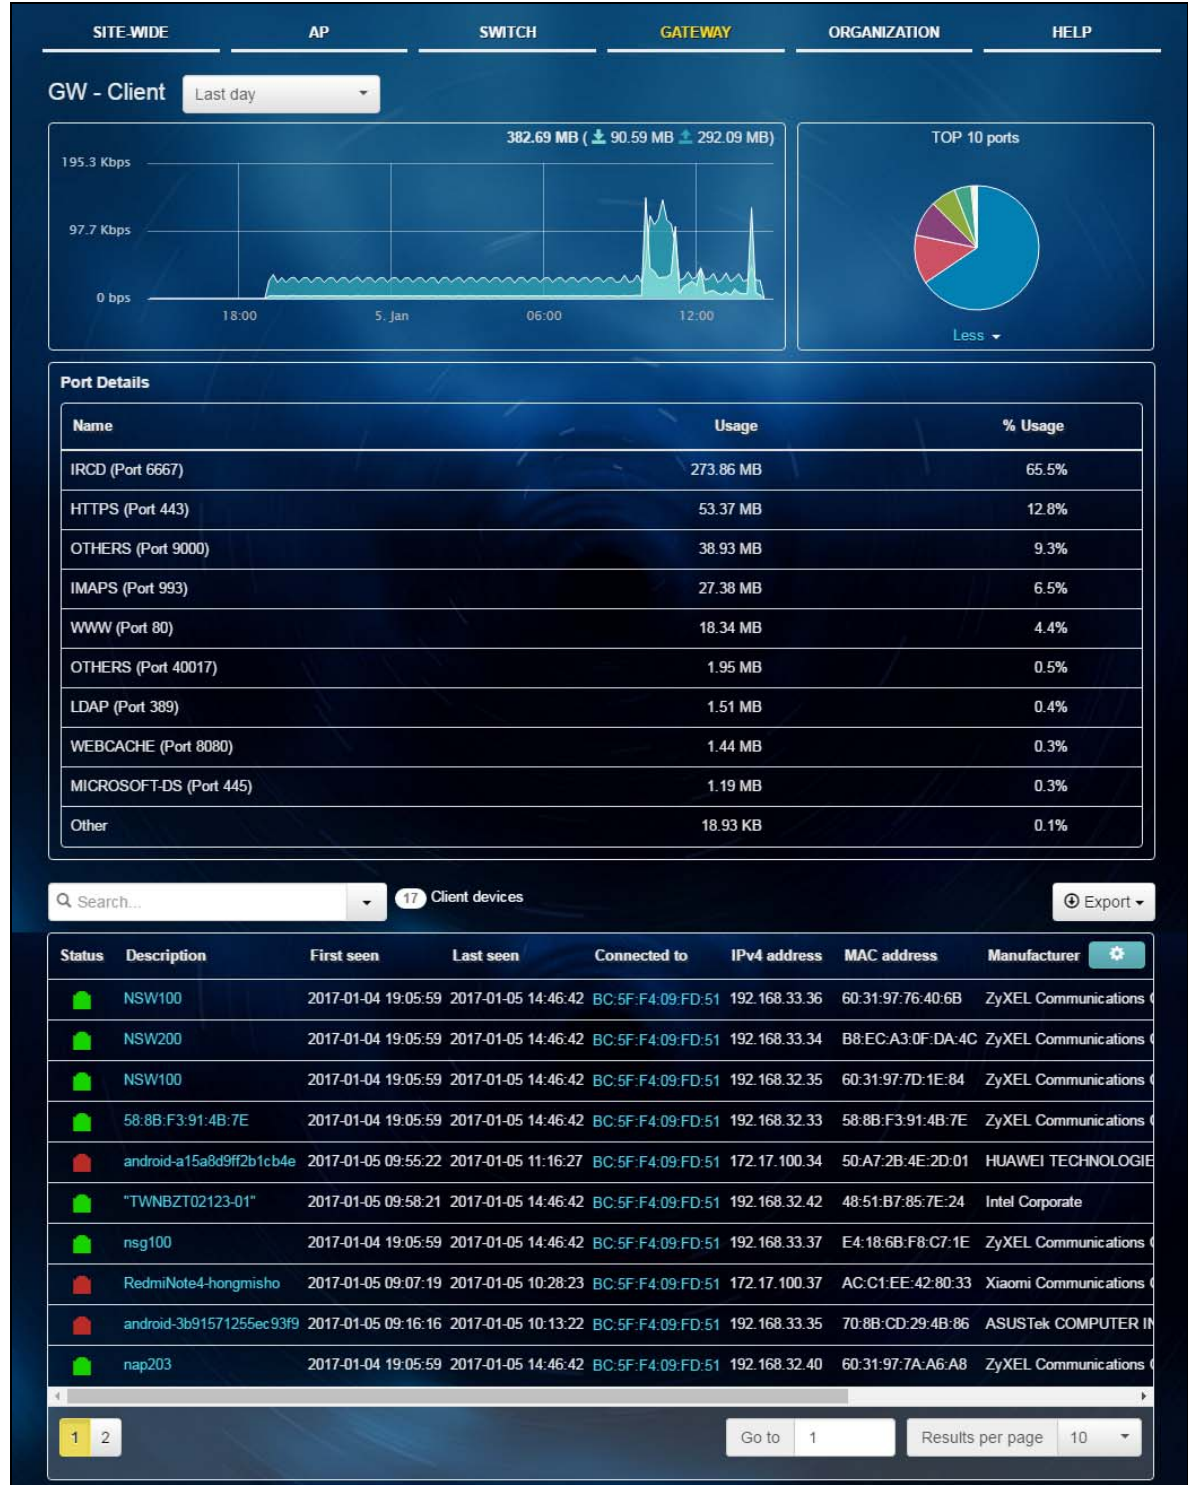 SITE-WIDE AP SWITCH GATEWAY ORGANIZATION HELP
GW - Client Last day
382.69 MB ( 90.59 MB 292.09 MB)
TOP 10 ports
195.3 Kbps
97.7 Kbps
0 bps
18:00 5. Jan 06:00 12:00
Less
Port Details
Name Usage % Usage
IRCD (Port 6667) 273.86 MB 65.5%
HTTPS (Port 443) 53.37 MB 12.8%
OTHERS (Port 9000) 38.93 MB 9.3%
IMAPS (Port 993) 27.38 MB 6.5%
WWW (Port 80) 18.34 MB 4.4%
OTHERS (Port 40017) 1.95 MB 0.5%
LDAP (Port 389) 1.51 MB 0.4%
WEBCACHE (Port 8080) 1.44 MB 0.3%
MICROSOFT-DS (Port 445) 1.19 MB 0.3%
Other 18.93 KB 0.1%
Search... 17 Client devices Export
Status Description First seen Last seen Connected to IPv4 address MAC address Manufacturer
NSW100 2017-01-04 19:05:59 2017-01-05 14:46:42 BC:5F:F4:09:FD:51 192.168.33.36 60:31:97:76:40:6B ZyXEL Communications C
NSW200 2017-01-04 19:05:59 2017-01-05 14:46:42 BC:5F:F4:09:FD:51 192.168.33.34 B8:EC:A3:0F:DA:4C ZyXEL Communications C
NSW100 2017-01-04 19:05:59 2017-01-05 14:46:42 BC:5F:F4:09:FD:51 192.168.32.35 60:31:97:7D:1E:84 ZyXEL Communications C
58:8B:F3:91:4B:7E 2017-01-04 19:05:59 2017-01-05 14:46:42 BC:5F:F4:09:FD:51 192.168.32.33 58:8B:F3:91:4B:7E ZyXEL Communications C
android-a15a8d9ff2b1cb4e 2017-01-05 09:55:22 2017-01-05 11:16:27 BC:5F:F4:09:FD:51 172.17.100.34 50:A7:2B:4E:2D:01 HUAWEI TECHNOLOGIE
"TWNBZT02123-01" 2017-01-05 09:58:21 2017-01-05 14:46:42 BC:5F:F4:09:FD:51 192.168.32.42 48:51:B7:85:7E:24 Intel Corporate
nsg100 2017-01-04 19:05:59 2017-01-05 14:46:42 BC:5F:F4:09:FD:51 192.168.33.37 E4:18:6B:F8:C7:1E ZyXEL Communications C
RedmiNote4-hongmisho 2017-01-05 09:07:19 2017-01-05 10:28:23 BC:5F:F4:09:FD:51 172.17.100.37 AC:C1:EE:42:80:33 Xiaomi Communications C
android-3b91571255ec93f9 2017-01-05 09:16:16 2017-01-05 10:13:22 BC:5F:F4:09:FD:51 192.168.33.35 70:8B:CD:29:4B:86 ASUSTek COMPUTER IN
nap203 2017-01-04 19:05:59 2017-01-05 14:46:42 BC:5F:F4:09:FD:51 192.168.32.40 60:31:97:7A:A6:A8 ZyXEL Communications C
1 2 Go to 1 Results per page 10